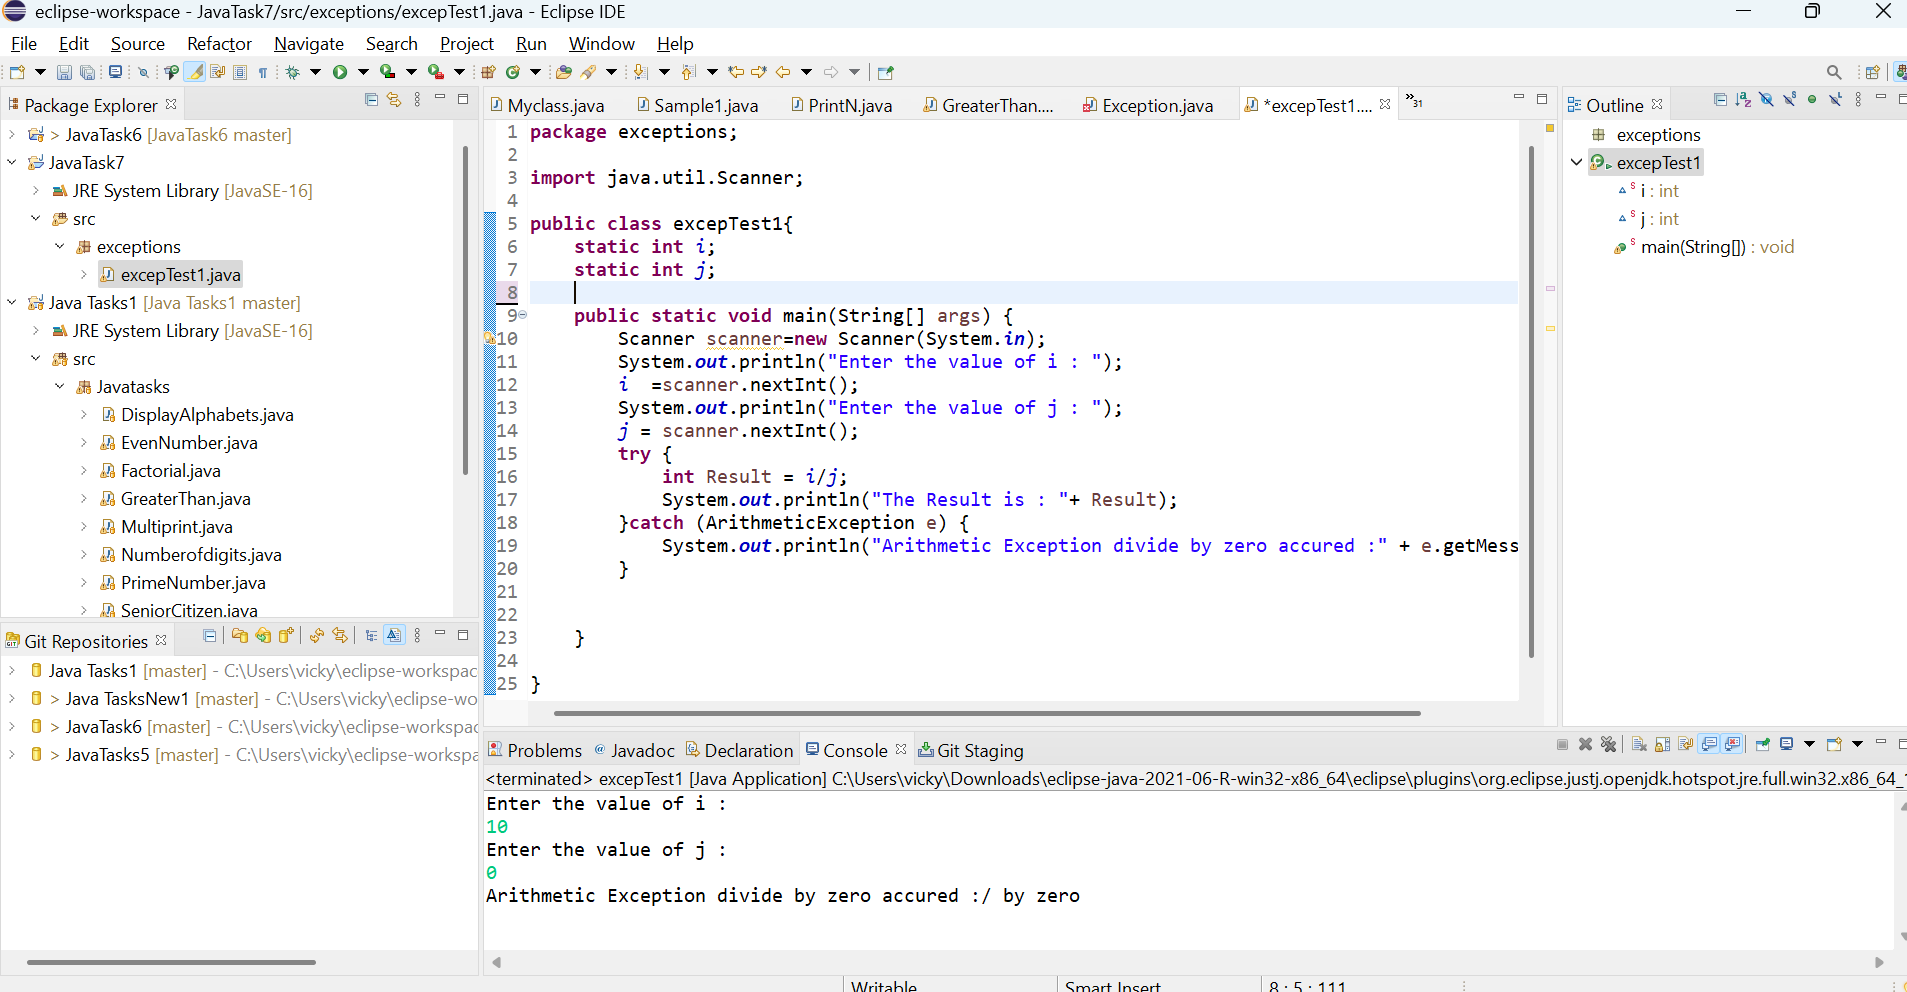 eclipse-workspace - JavaTask7/src/exceptions/excepTest1.java - Eclipse IDE
File Edit Source Refactor Navigate Search Project Run Window Help
Package Explorer
> JavaTask6 [JavaTask6 master]
JavaTask7
JRE System Library [JavaSE-16]
src
exceptions
excepTest1.java
Java Tasks1 [Java Tasks1 master]
JRE System Library [JavaSE-16]
src
Javatasks
DisplayAlphabets.java
EvenNumber.java
Factorial.java
GreaterThan.java
Multiprint.java
Numberofdigits.java
PrimeNumber.java
SeniorCitizen.java
Git Repositories
Java Tasks1 [master] - C:\Users\vicky\eclipse-workspac
> Java TasksNew1 [master] - C:\Users\vicky\eclipse-wo
> JavaTask6 [master] - C:\Users\vicky\eclipse-workspac
> JavaTasks5 [master] - C:\Users\vicky\eclipse-workspa
Myclass.java Sample1.java PrintN.java GreaterThan.... Exception.java *excepTest1.... »31
1 package exceptions;
2
3 import java.util.Scanner;
4
5 public class excepTest1{
6 static int i;
7 static int j;
8
9 public static void main(String[] args) {
10 Scanner scanner=new Scanner(System.in);
11 System.out.println("Enter the value of i : ");
12 i  =scanner.nextInt();
13 System.out.println("Enter the value of j : ");
14 j = scanner.nextInt();
15 try {
16 int Result = i/j;
17 System.out.println("The Result is : "+ Result);
18 }catch (ArithmeticException e) {
19 System.out.println("Arithmetic Exception divide by zero accured :" + e.getMess
20 }
21
22
23 }
24
25 }
Outline
exceptions
excepTest1
S i : int
S j : int
S main(String[]) : void
Problems @ Javadoc Declaration Console Git Staging
<terminated> excepTest1 [Java Application] C:\Users\vicky\Downloads\eclipse-java-2021-06-R-win32-x86_64\eclipse\plugins\org.eclipse.justj.openjdk.hotspot.jre.full.win32.x86_64_
Enter the value of i :
10
Enter the value of j :
0
Arithmetic Exception divide by zero accured :/ by zero
Writable Smart Insert 8 : 5 : 111